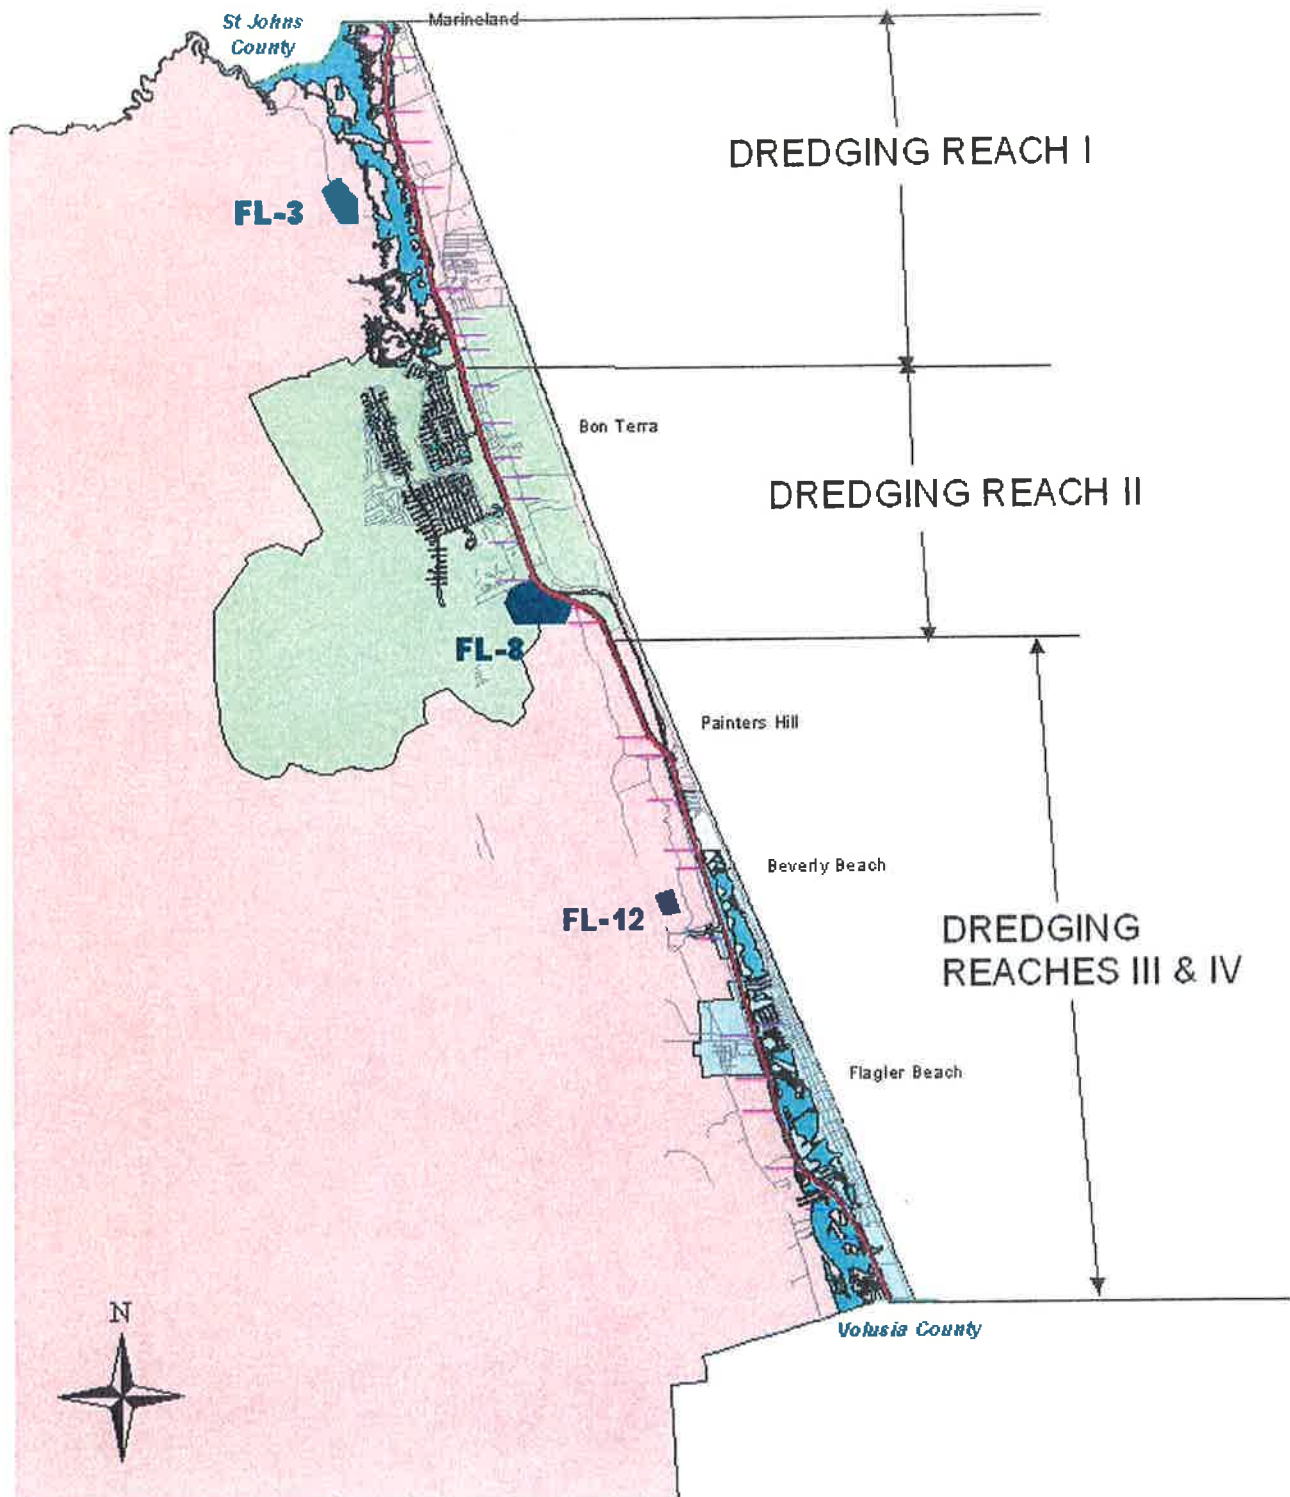 St Johns
County
Marineland
DREDGING REACH I
FL-3
Bon Terra
DREDGING REACH II
FL-8
Painters Hill
Beverly Beach
FL-12
DREDGING
REACHES III & IV
Flagler Beach
N
Volusia County